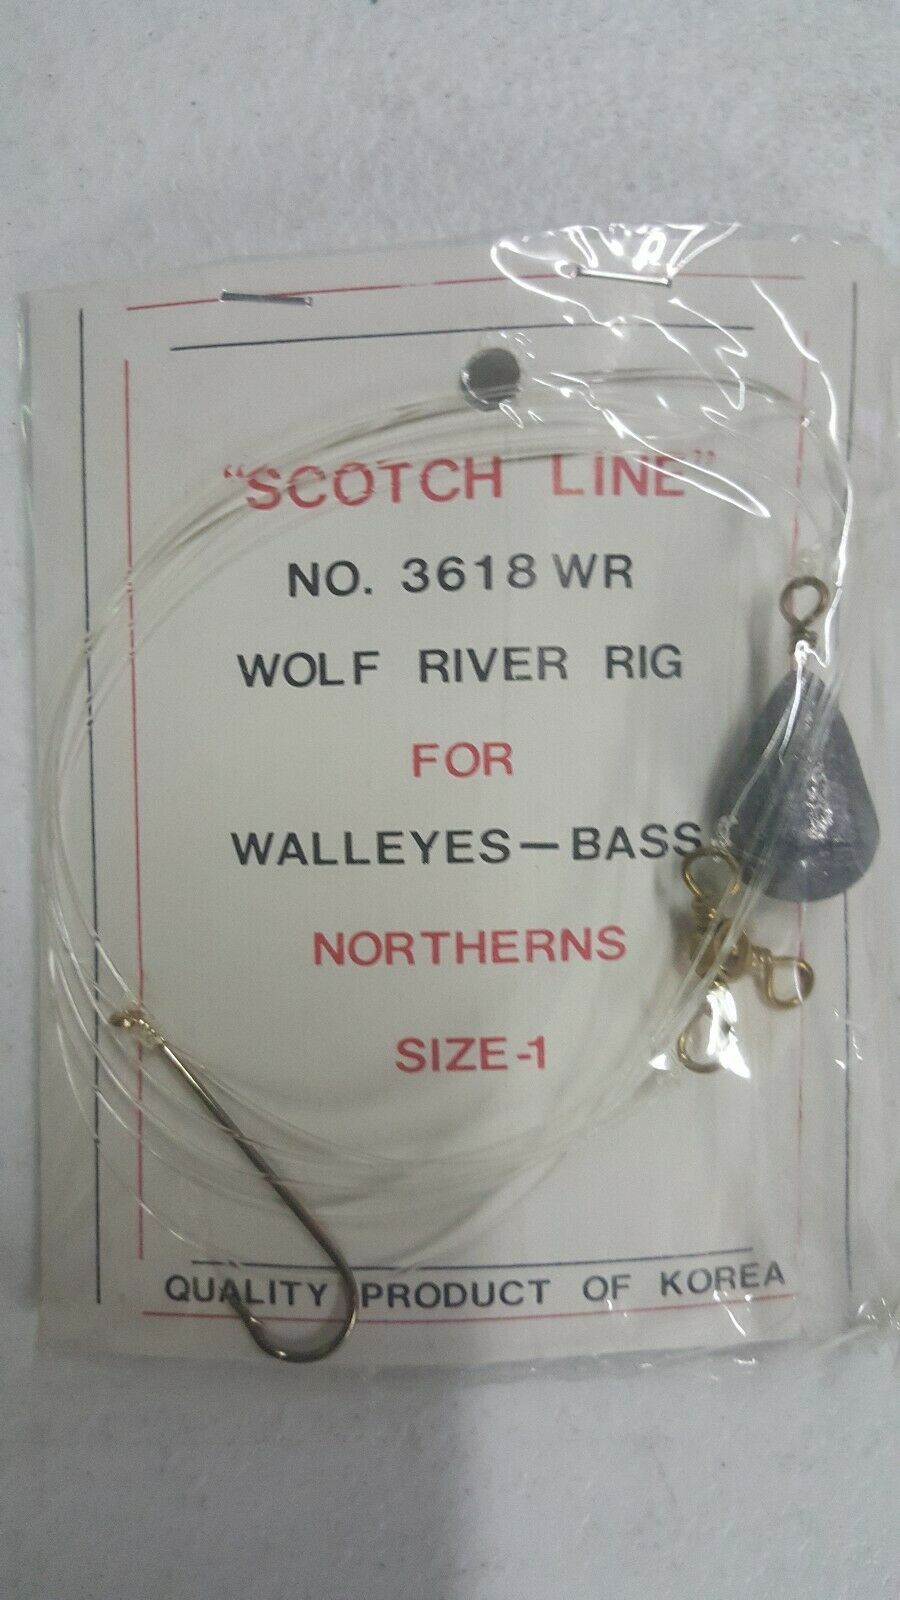 "SCOTCH LINE"
NO. 3618 WR
WOLF RIVER RIG
FOR
WALLEYES-BASS
NORTHERNS
SIZE-1
QUALITY PRODUCT OF KOREA